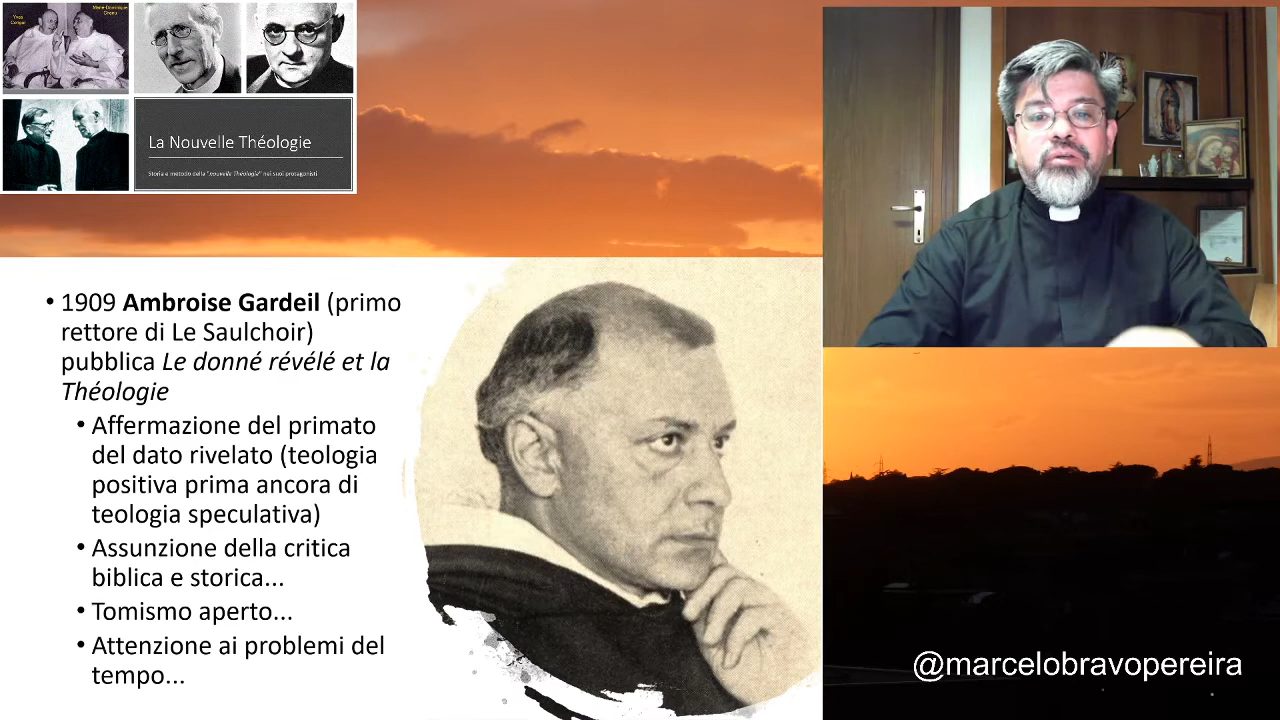 Yves
Congar
Marie-Dominique
Chenu
La Nouvelle Théologie
Storia e metodo della "nouvelle Théologie" nei suoi protagonisti
• 1909 Ambroise Gardeil (primo
rettore di Le Saulchoir)
pubblica Le donné révélé et la
Théologie
• Affermazione del primato
del dato rivelato (teologia
positiva prima ancora di
teologia speculativa)
• Assunzione della critica
biblica e storica...
• Tomismo aperto...
• Attenzione ai problemi del
tempo...
@marcelobravopereira